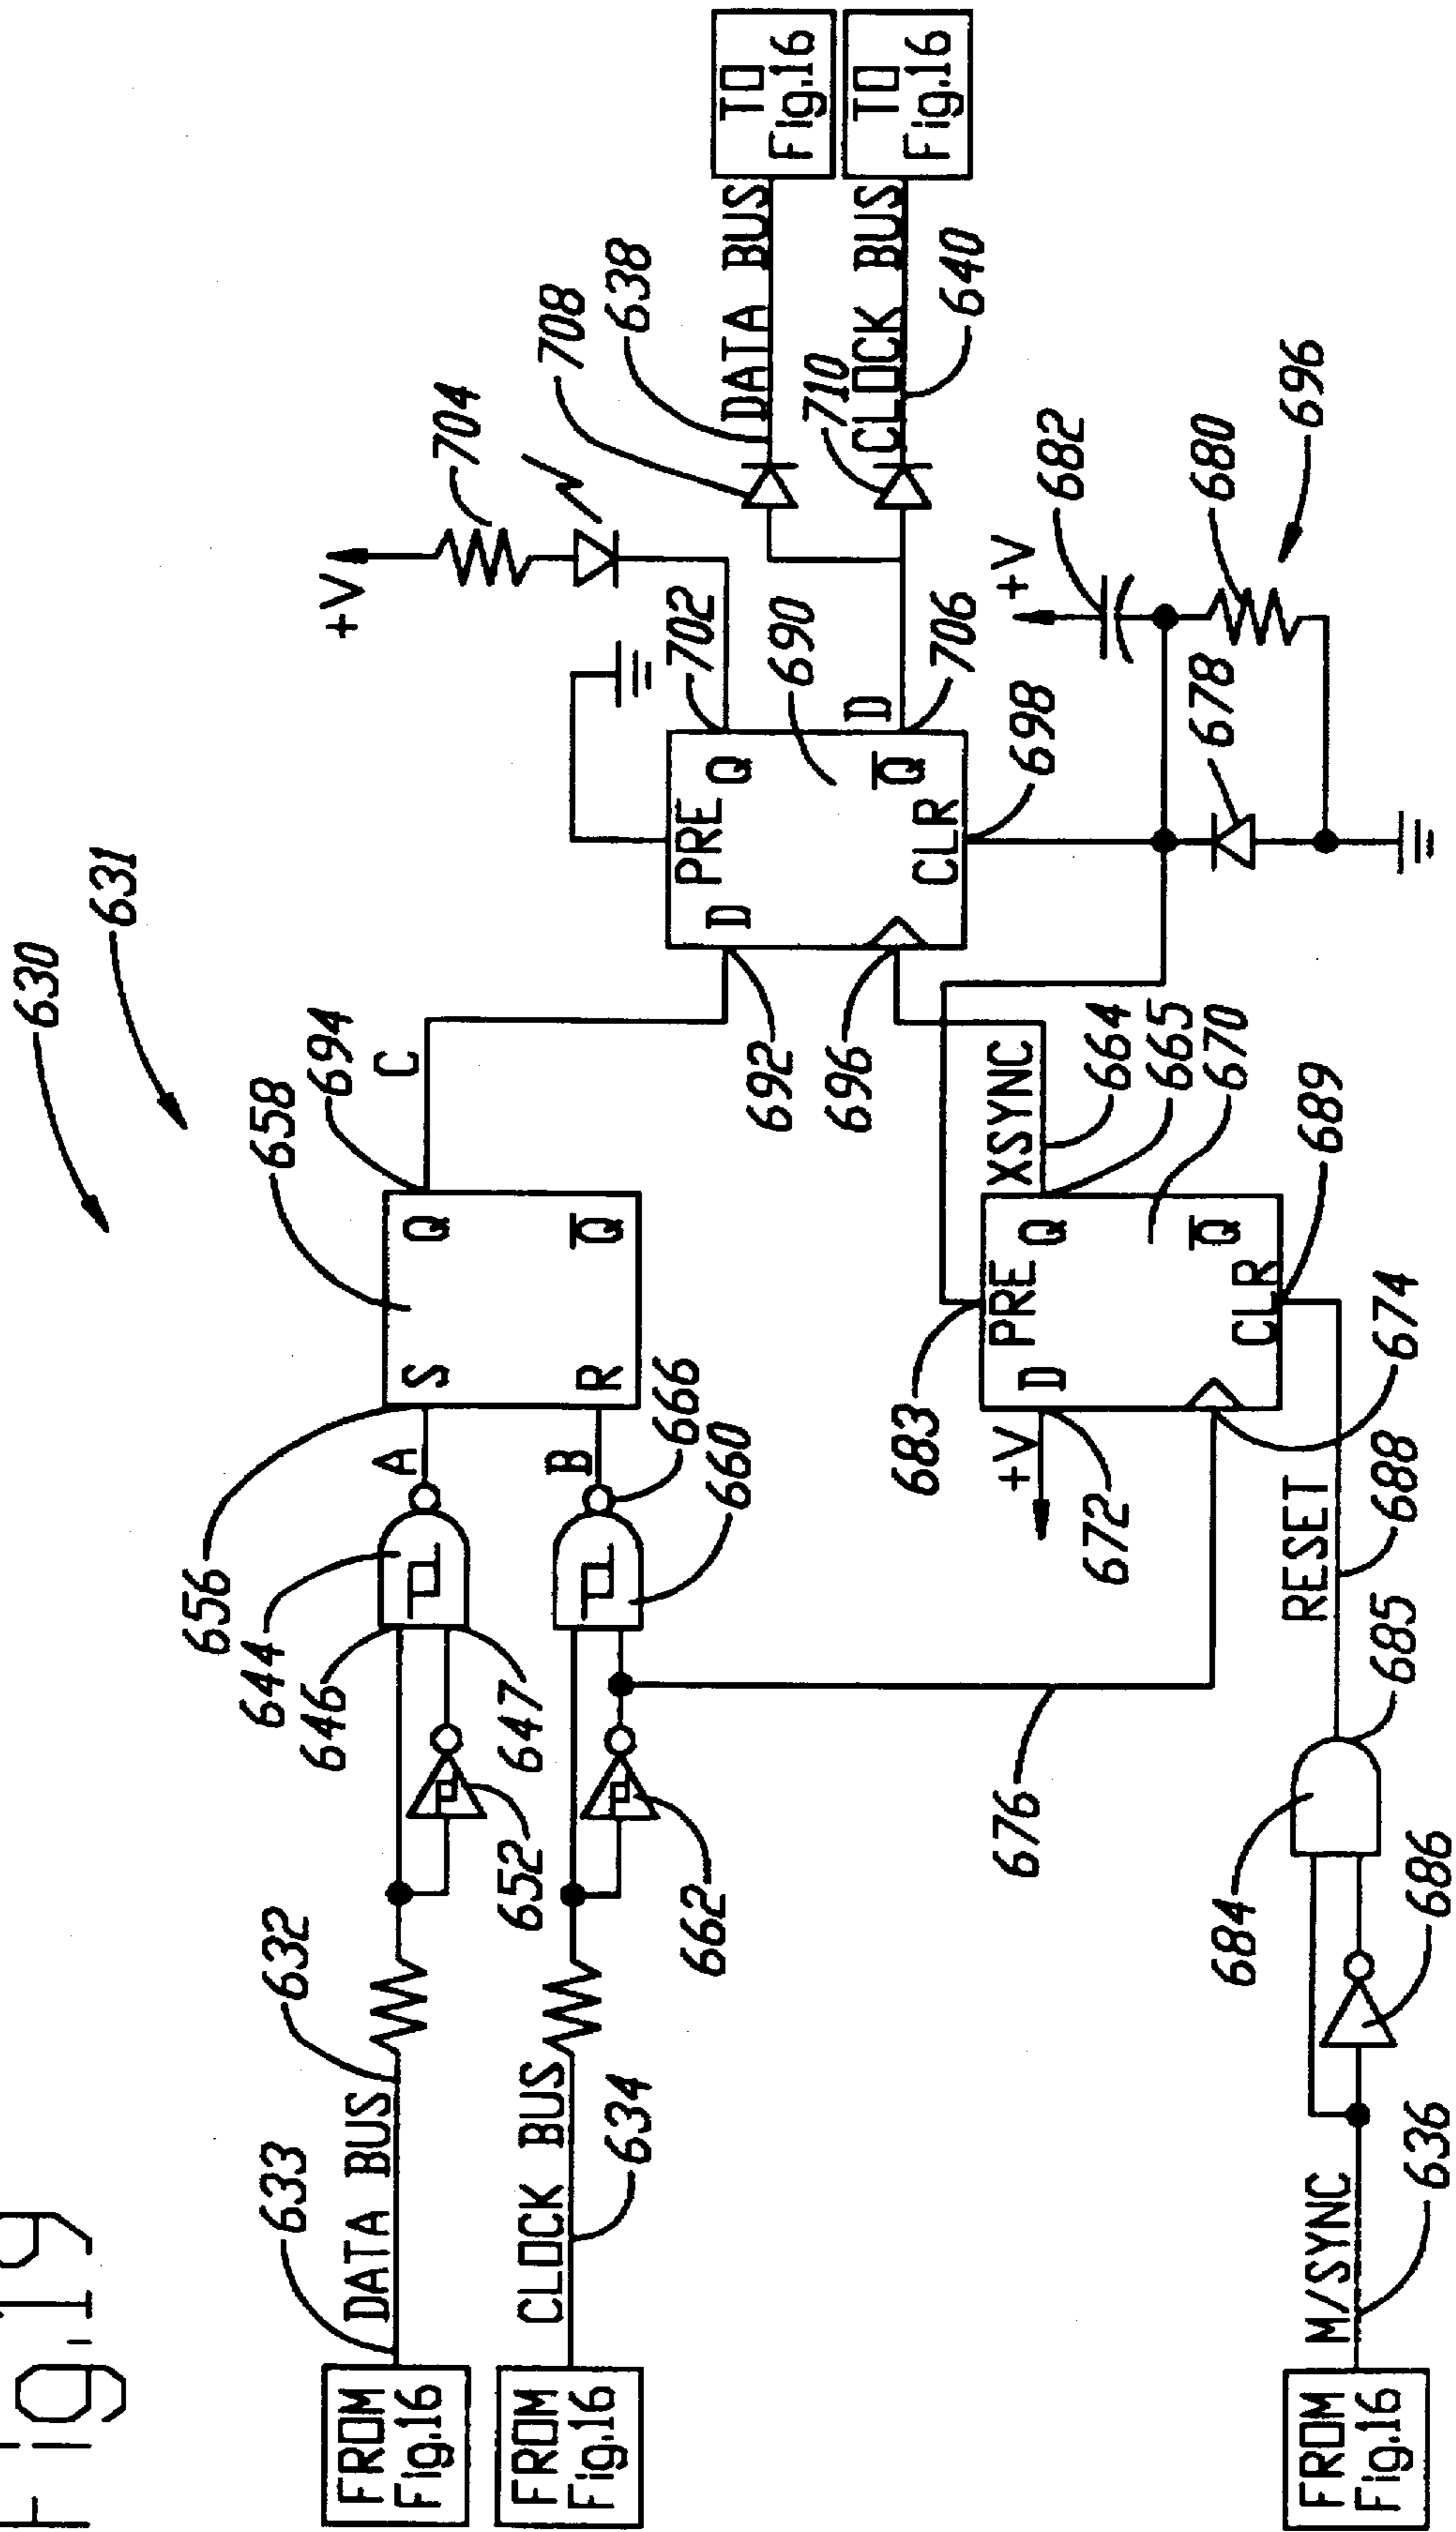 Fig.19
630
631
FROM
Fig.16
633
DATA BUS
632
652
646
644
647
656
A
S
Q
R
Q
658
694
C
FROM
Fig.16
CLOCK BUS
634
662
B
666
660
676
+V
672
683
D
PRE
Q
Q
CLR
674
670
665
664
XSYNC
689
FROM
Fig.16
M/SYNC
636
686
684
685
RESET
688
692
696
D
PRE
Q
Q
CLR
690
698
702
D
706
+V
704
708
638
DATA BUS
TO
Fig.16
710
CLOCK BUS
640
TO
Fig.16
+V
682
678
680
696